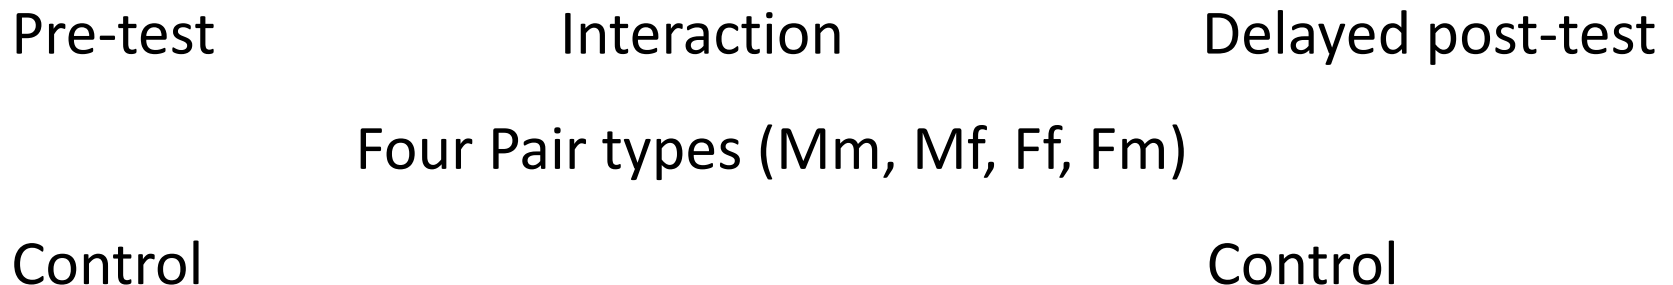 Pre-test Interaction Delayed post-test
Four Pair types (Mm, Mf, Ff, Fm)
Control Control